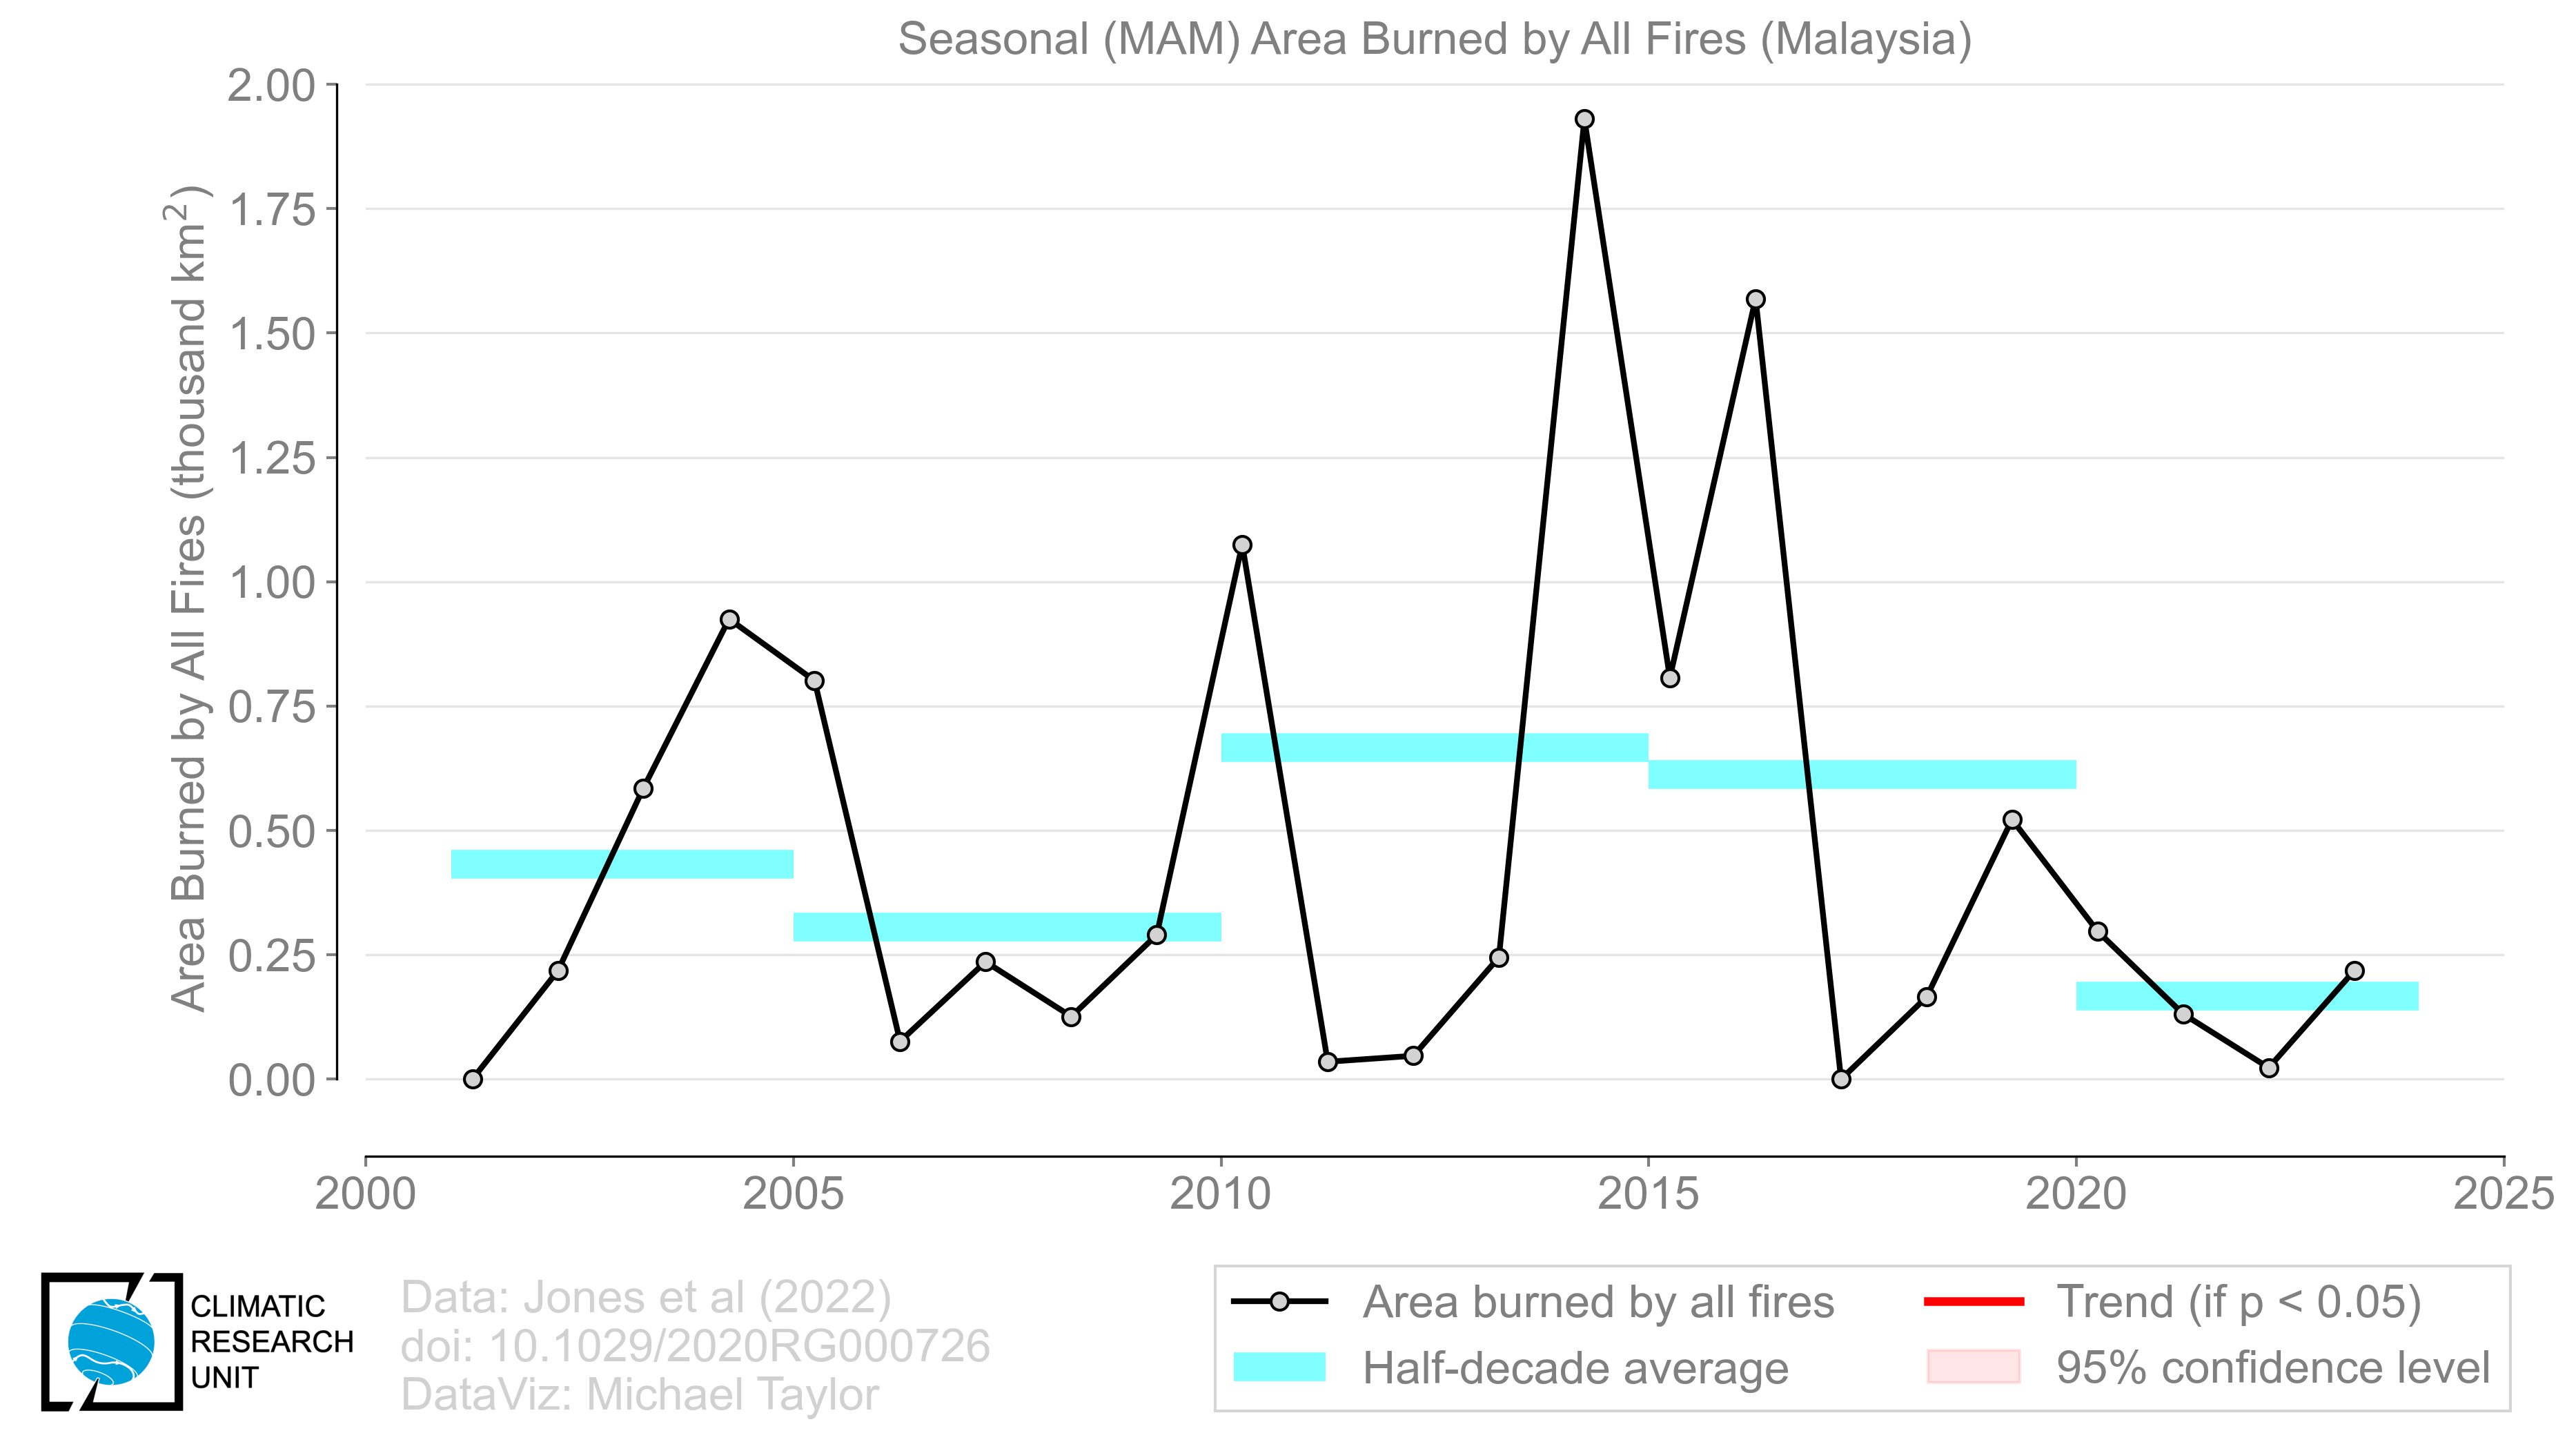 Seasonal (MAM) Area Burned by All Fires (Malaysia)
Area Burned by All Fires (thousand km²)
2.00
1.75
1.50
1.25
1.00
0.75
0.50
0.25
0.00
2000 2005 2010 2015 2020 2025
CLIMATIC
RESEARCH
UNIT
Data: Jones et al (2022)
doi: 10.1029/2020RG000726
DataViz: Michael Taylor
Area burned by all fires
Half-decade average
Trend (if p < 0.05)
95% confidence level